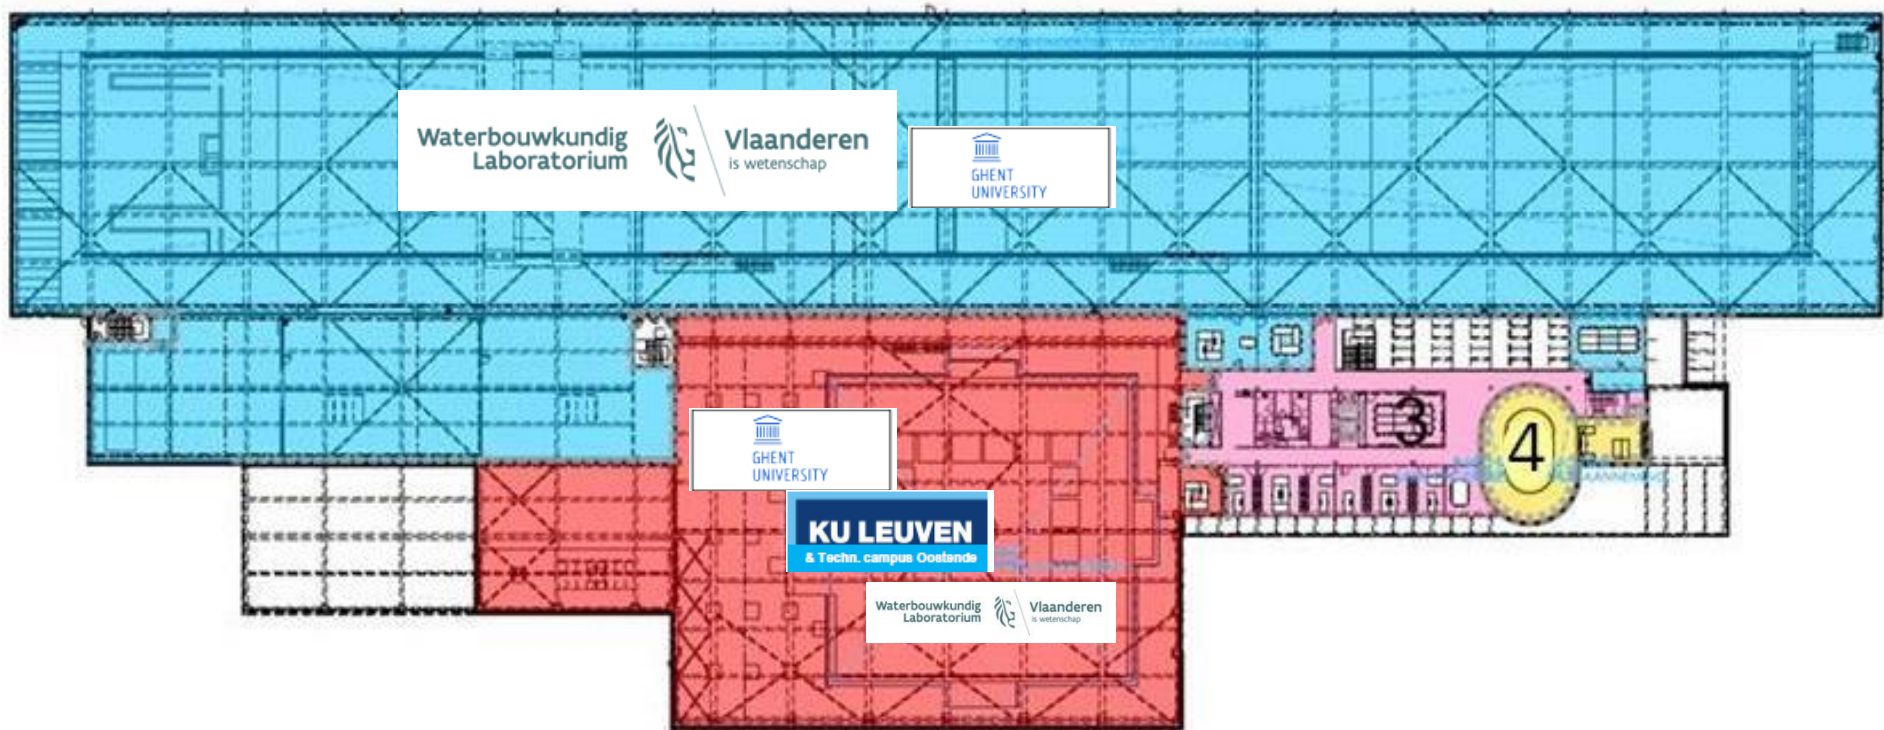 Waterbouwkundig
Laboratorium
Vlaanderen
is wetenschap
GHENT
UNIVERSITY
3
4
GHENT
UNIVERSITY
KU LEUVEN
& Techn. campus Oostende
Waterbouwkundig
Laboratorium
Vlaanderen
is wetenschap